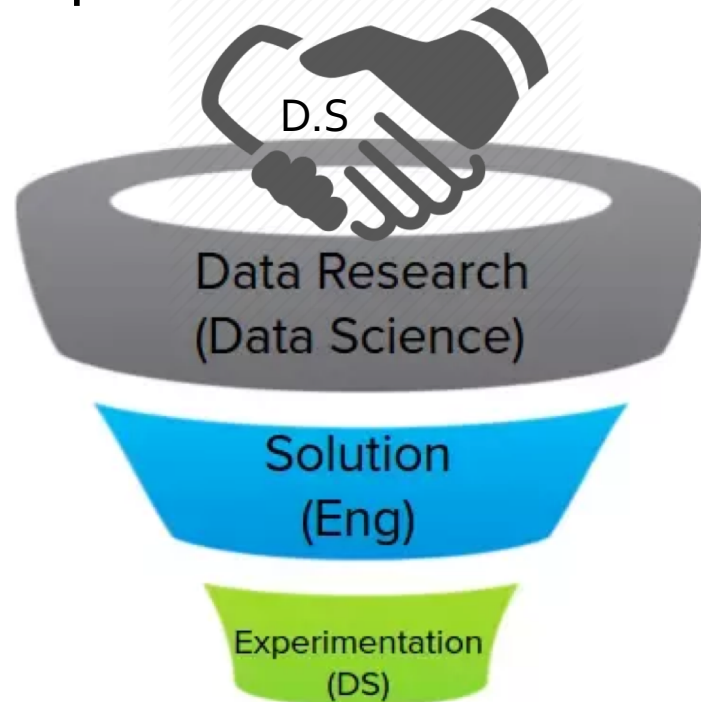 D.S
Data Research
(Data Science)
Solution
(Eng)
Experimentation
(DS)